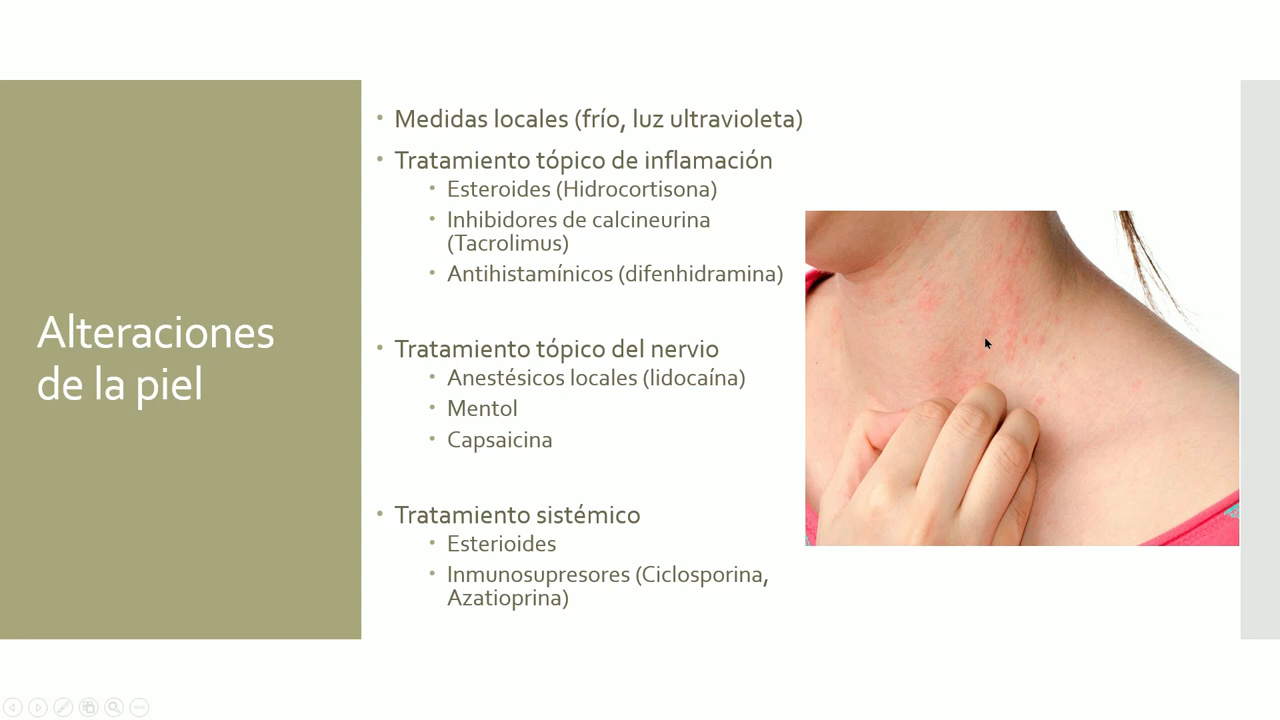 Alteraciones
de la piel
• Medidas locales (frío, luz ultravioleta)
• Tratamiento tópico de inflamación
• Esteroides (Hidrocortisona)
• Inhibidores de calcineurina
(Tacrolimus)
• Antihistamínicos (difenhidramina)
• Tratamiento tópico del nervio
• Anestésicos locales (lidocaína)
• Mentol
• Capsaicina
• Tratamiento sistémico
• Esterioides
• Inmunosupresores (Ciclosporina,
Azatioprina)